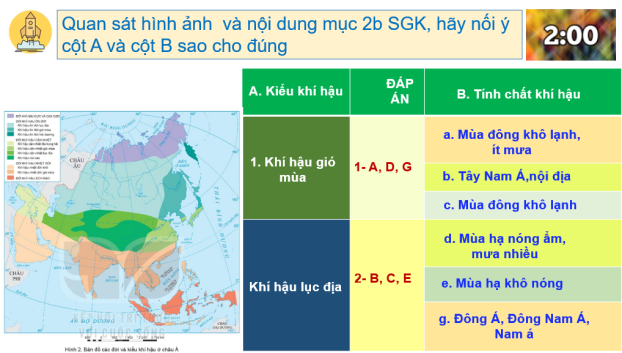 Quan sát hình ảnh và nội dung mục 2b SGK, hãy nối ý
cột A và cột B sao cho đúng
2:00
A. Kiểu khí hậu
ĐÁP
ÁN
B. Tính chất khí hậu
1. Khí hậu gió
mùa
1- A, D, G
a. Mùa đông khô lạnh,
ít mưa
b. Tây Nam Á,nội địa
c. Mùa đông khô lạnh
Khí hậu lục địa
2- B, C, E
d. Mùa hạ nóng ẩm,
mưa nhiều
e. Mùa hạ khô nóng
g. Đông Á, Đông Nam Á,
Nam á
CHÂU
ÂU
CHÂU
PHI
ẤN ĐỘ DƯƠNG
Hình 2. Bản đồ các đới và kiểu khí hậu ở châu Á